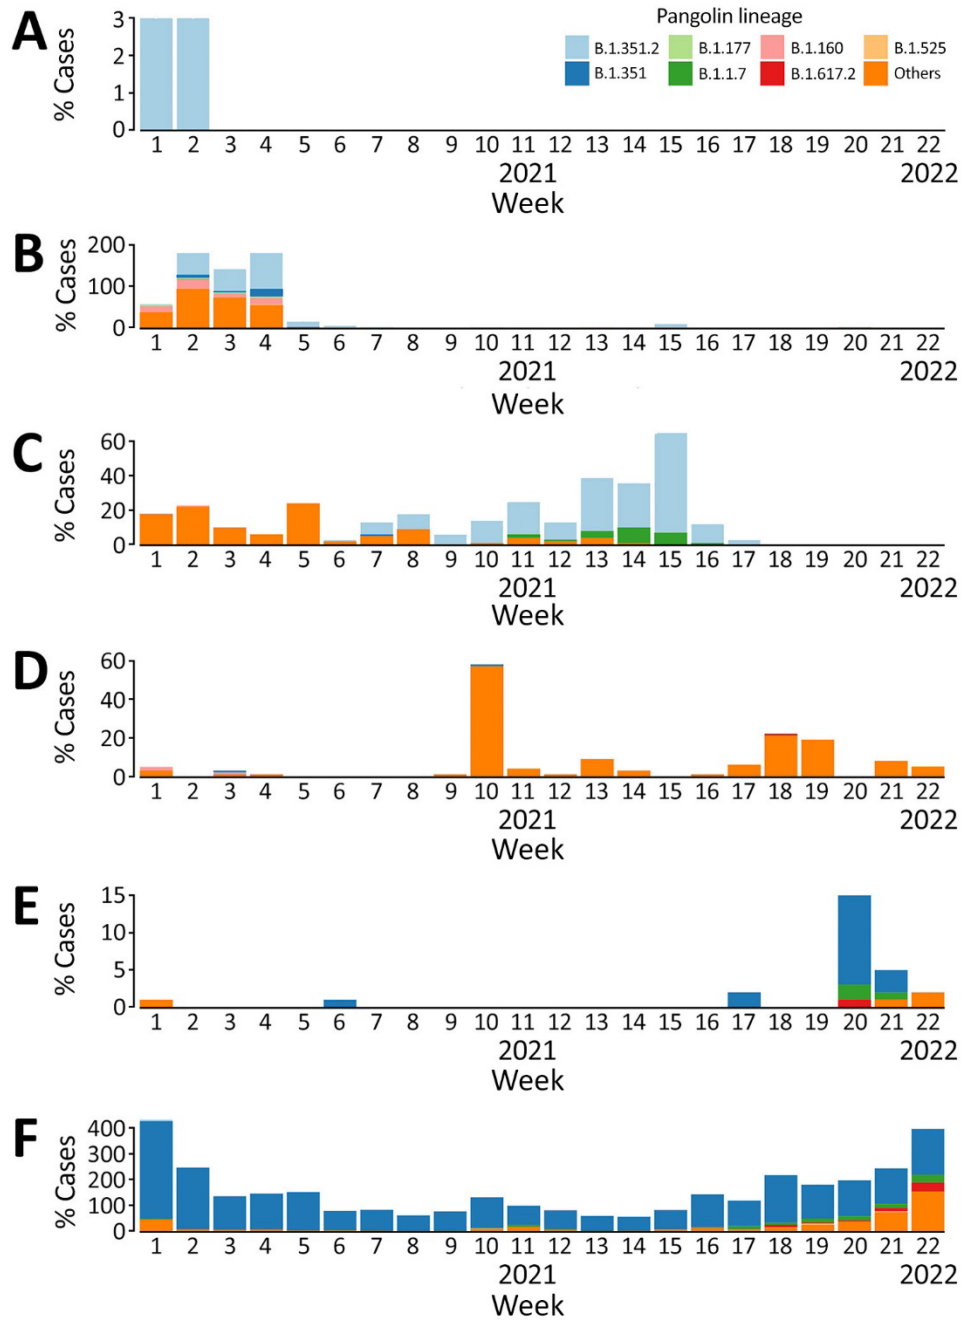 A
Pangolin lineage
B.1.351.2 B.1.177 B.1.160 B.1.525
B.1.351 B.1.1.7 B.1.617.2 Others
% Cases
3
2
1
0
1 2 3 4 5 6 7 8 9 10 11 12 13 14 15 16 17 18 19 20 21 22
2021 2022
Week
B
% Cases
200
100
0
1 2 3 4 5 6 7 8 9 10 11 12 13 14 15 16 17 18 19 20 21 22
2021 2022
Week
C
% Cases
60
40
20
0
1 2 3 4 5 6 7 8 9 10 11 12 13 14 15 16 17 18 19 20 21 22
2021 2022
Week
D
% Cases
60
40
20
0
1 2 3 4 5 6 7 8 9 10 11 12 13 14 15 16 17 18 19 20 21 22
2021 2022
Week
E
% Cases
15
10
5
0
1 2 3 4 5 6 7 8 9 10 11 12 13 14 15 16 17 18 19 20 21 22
2021 2022
Week
F
% Cases
400
300
200
100
0
1 2 3 4 5 6 7 8 9 10 11 12 13 14 15 16 17 18 19 20 21 22
2021 2022
Week